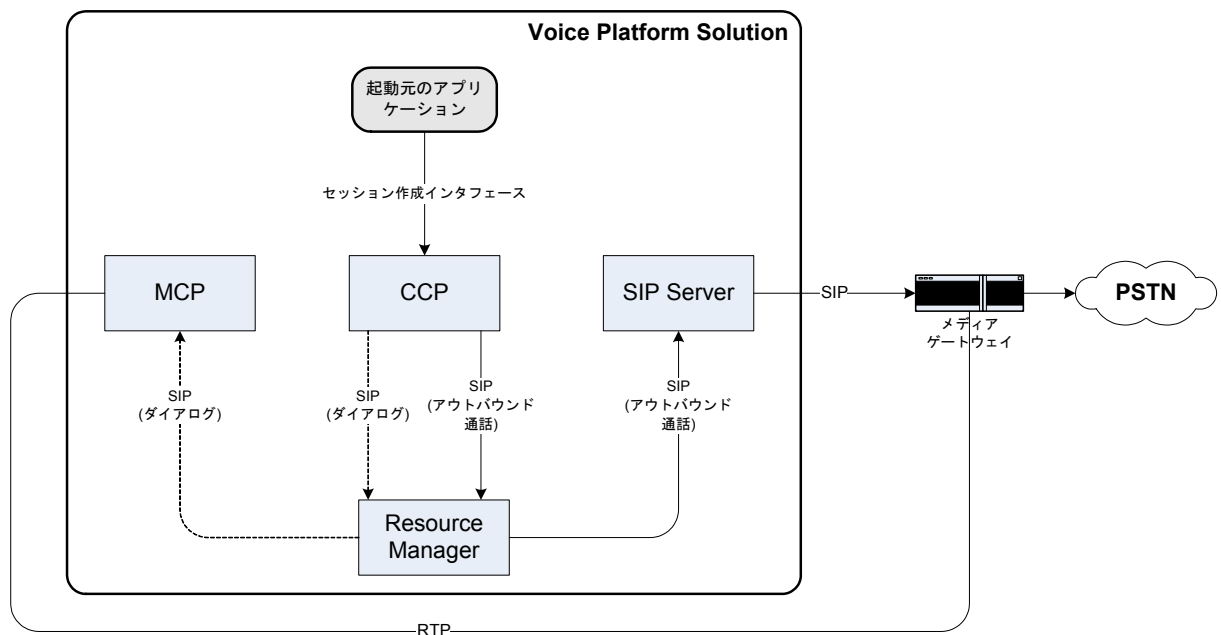 Voice Platform Solution
起動元のアプリ
ケーション
セッション作成インタフェース
MCP
CCP
SIP Server
SIP
PSTN
メディア
ゲートウェイ
SIP
(ダイアログ)
SIP
(ダイアログ)
SIP
(アウトバウンド
通話)
SIP
(アウトバウンド
通話)
Resource
Manager
RTP